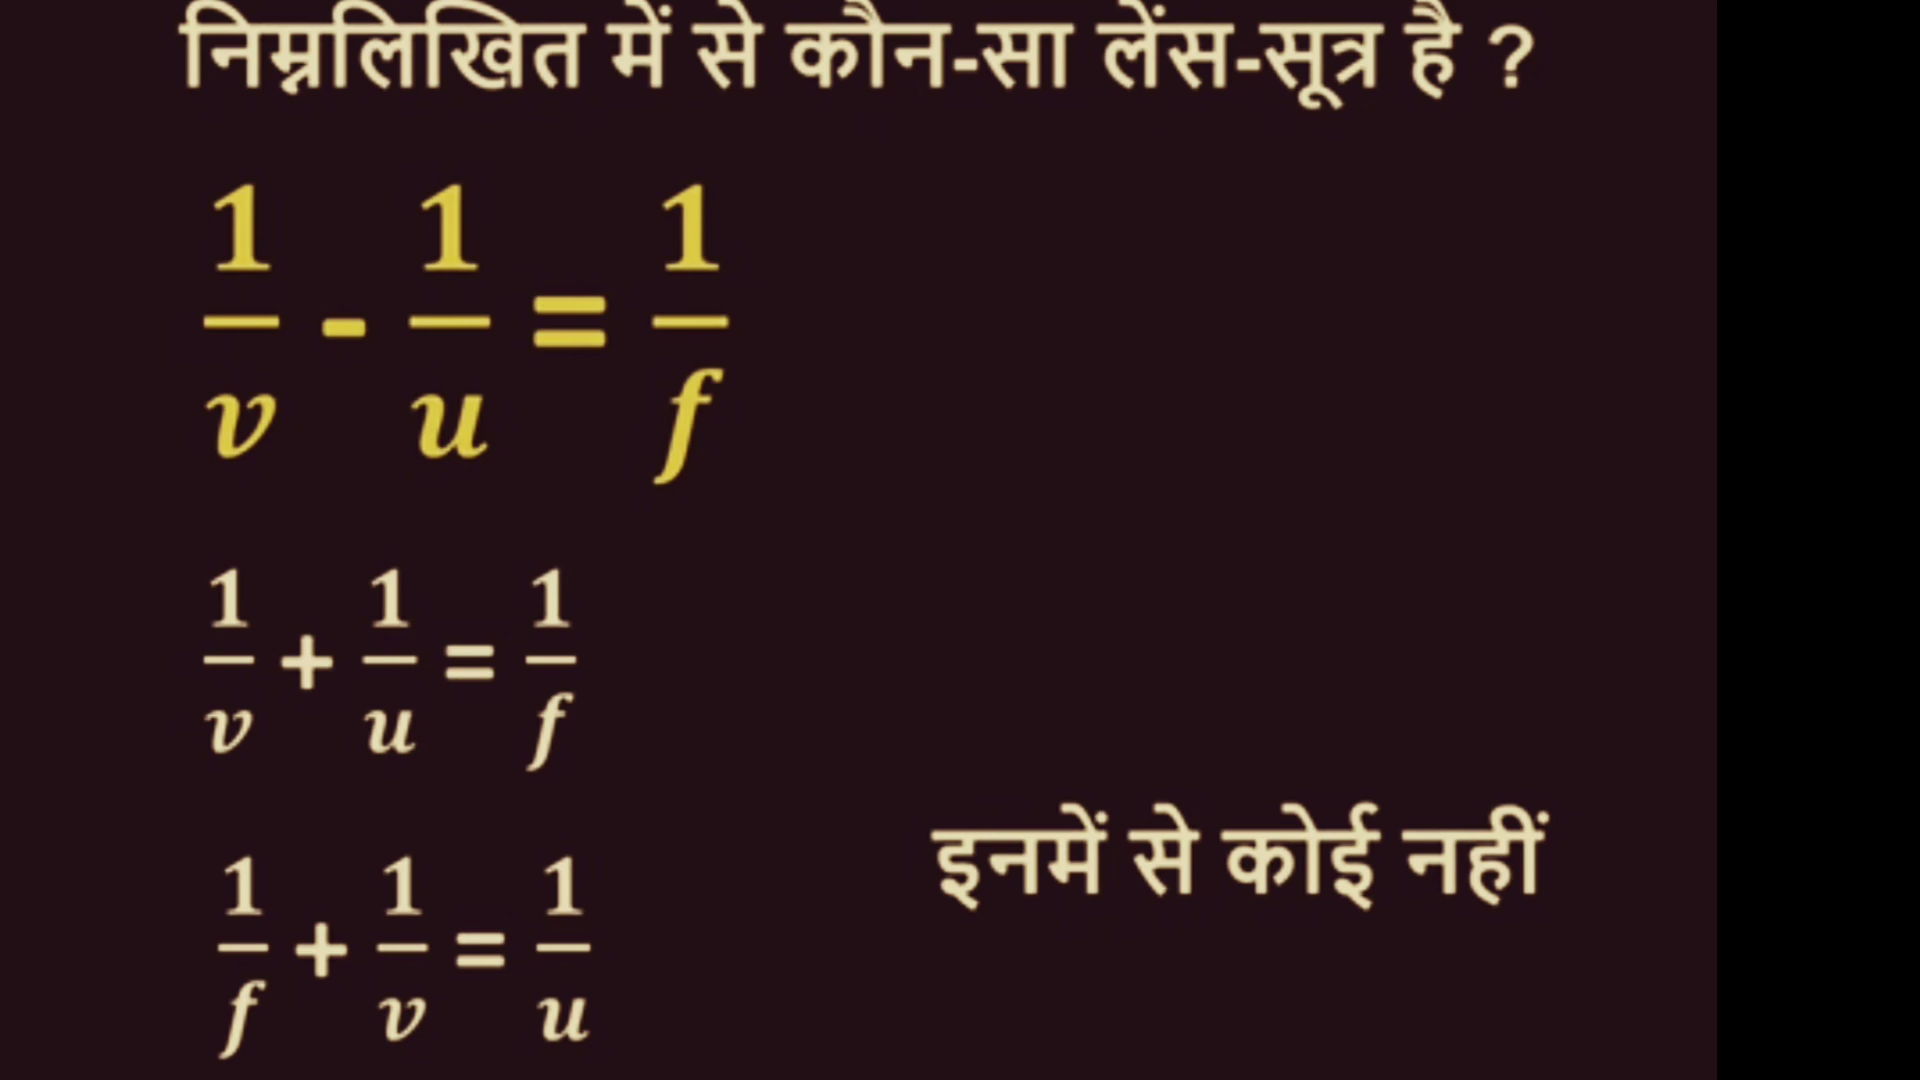 निम्नलिखित में से कौन-सा लेंस-सूत्र है ?
1/v - 1/u = 1/f
1/v + 1/u = 1/f
1/f + 1/v = 1/u
इनमें से कोई नहीं